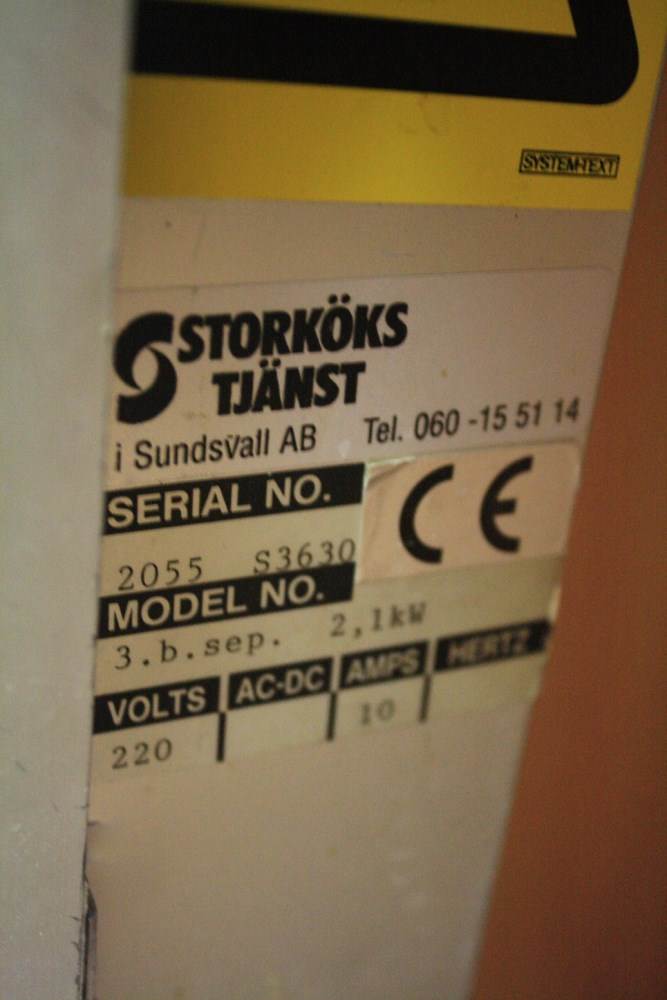 SYSTEM-TEXT
STORKÖKS
TJÄNST
i Sundsvall AB Tel. 060 -15 51 14
SERIAL NO. CE
2055 S3630
MODEL NO.
3.b.sep. 2,1kW
VOLTS AC-DC AMPS HERTZ
220 10